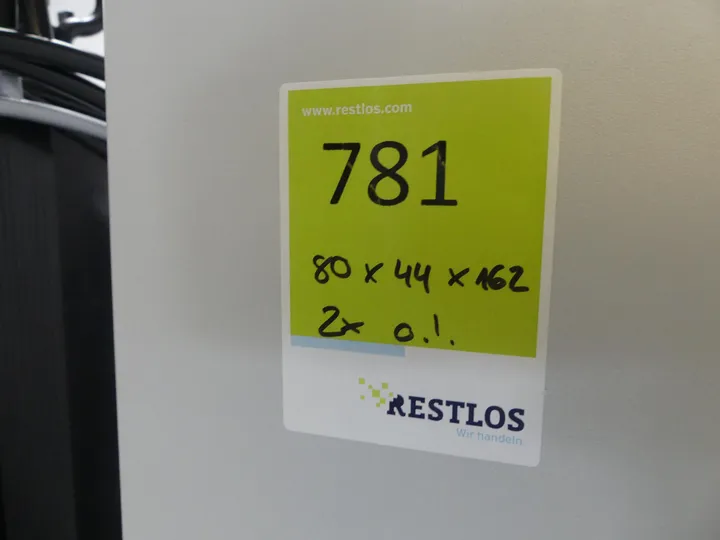 www.restlos.com
781
80 x 44 x 162
2x o.!.
RESTLOS
Wir handeln